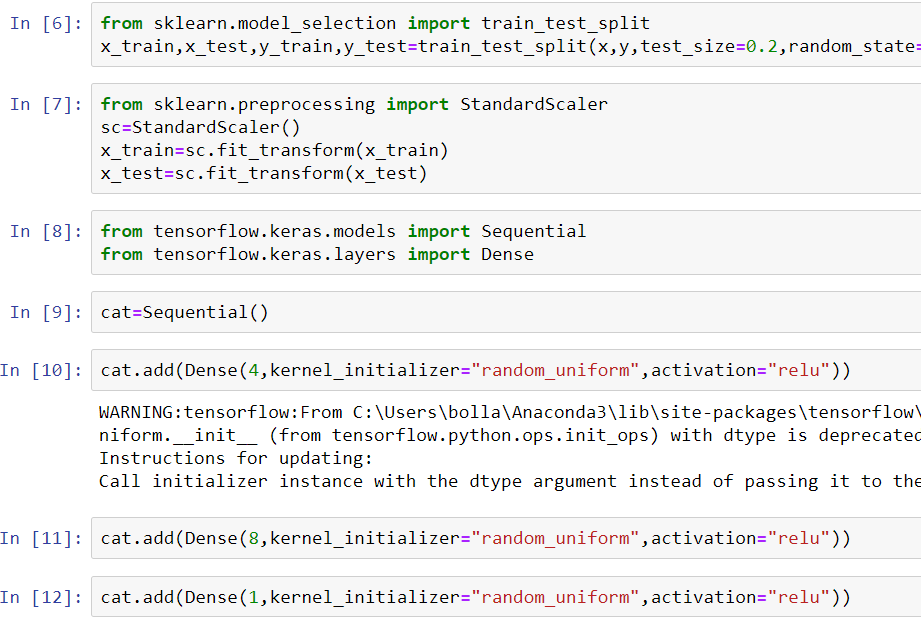 In [6]: from sklearn.model_selection import train_test_split
x_train,x_test,y_train,y_test=train_test_split(x,y,test_size=0.2,random_state=
In [7]: from sklearn.preprocessing import StandardScaler
sc=StandardScaler()
x_train=sc.fit_transform(x_train)
x_test=sc.fit_transform(x_test)
In [8]: from tensorflow.keras.models import Sequential
from tensorflow.keras.layers import Dense
In [9]: cat=Sequential()
In [10]: cat.add(Dense(4,kernel_initializer="random_uniform",activation="relu"))
WARNING:tensorflow:From C:\Users\bolla\Anaconda3\lib\site-packages\tensorflow\
niform.__init__ (from tensorflow.python.ops.init_ops) with dtype is deprecated
Instructions for updating:
Call initializer instance with the dtype argument instead of passing it to the
In [11]: cat.add(Dense(8,kernel_initializer="random_uniform",activation="relu"))
In [12]: cat.add(Dense(1,kernel_initializer="random_uniform",activation="relu"))